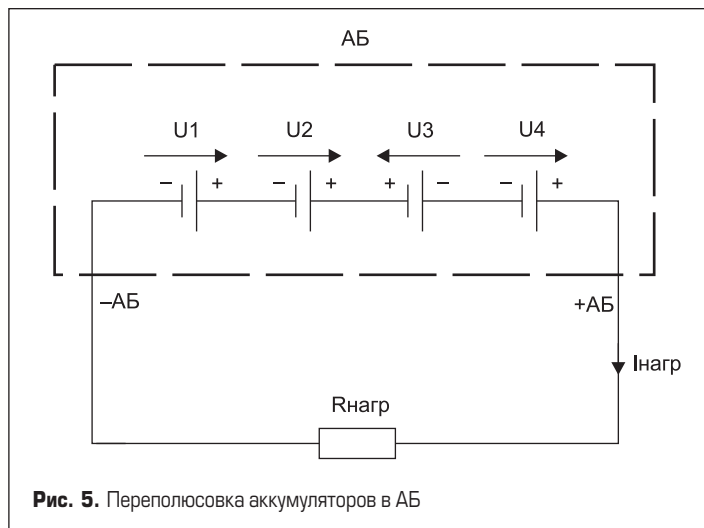 АБ
U1 U2 U3 U4
– + – + + – – +
–АБ +АБ
Iнагр
Rнагр
Рис. 5. Переполюсовка аккумуляторов в АБ